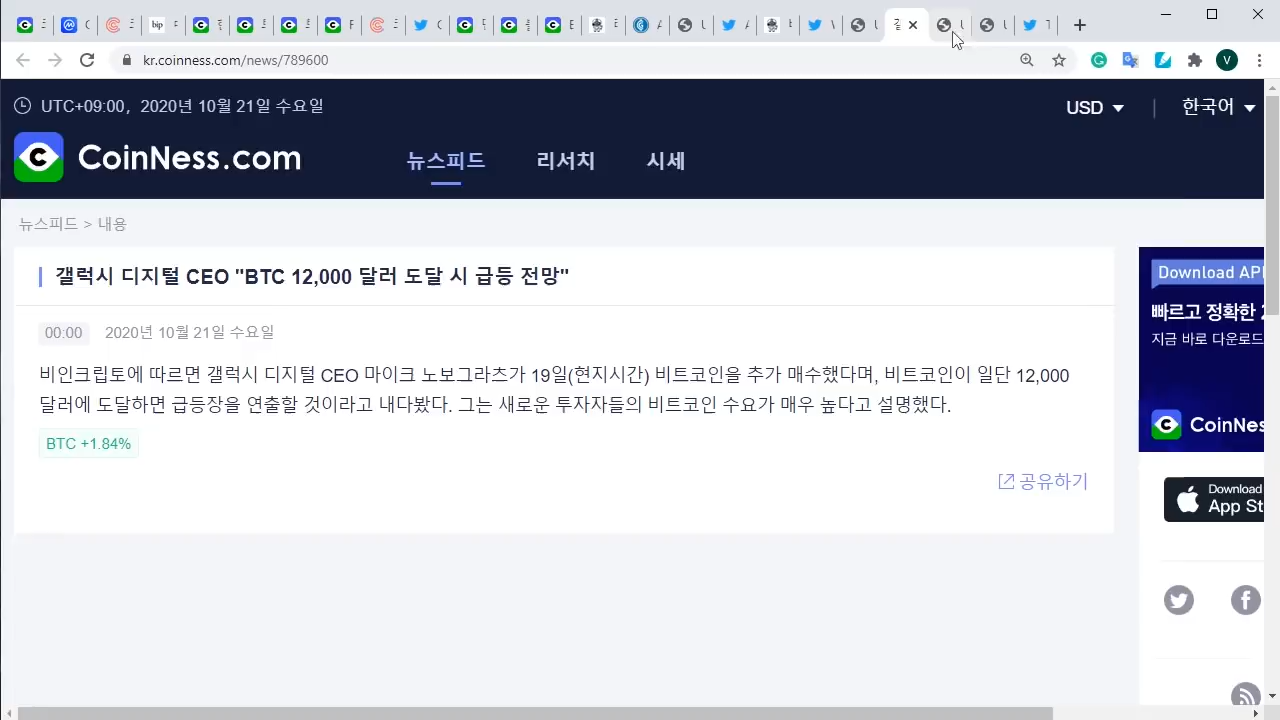 kr.coinness.com/news/789600
V
UTC+09:00, 2020년 10월 21일 수요일
USD
한국어
CoinNess.com
뉴스피드
리서치
시세
뉴스피드 > 내용
갤럭시 디지털 CEO "BTC 12,000 달러 도달 시 급등 전망"
00:00
2020년 10월 21일 수요일
비인크립토에 따르면 갤럭시 디지털 CEO 마이크 노보그라츠가 19일(현지시간) 비트코인을 추가 매수했다며, 비트코인이 일단 12,000
달러에 도달하면 급등장을 연출할 것이라고 내다봤다. 그는 새로운 투자자들의 비트코인 수요가 매우 높다고 설명했다.
BTC +1.84%
공유하기
Download AP
빠르고 정확한 2
지금 바로 다운로드
CoinNes
Download
App St